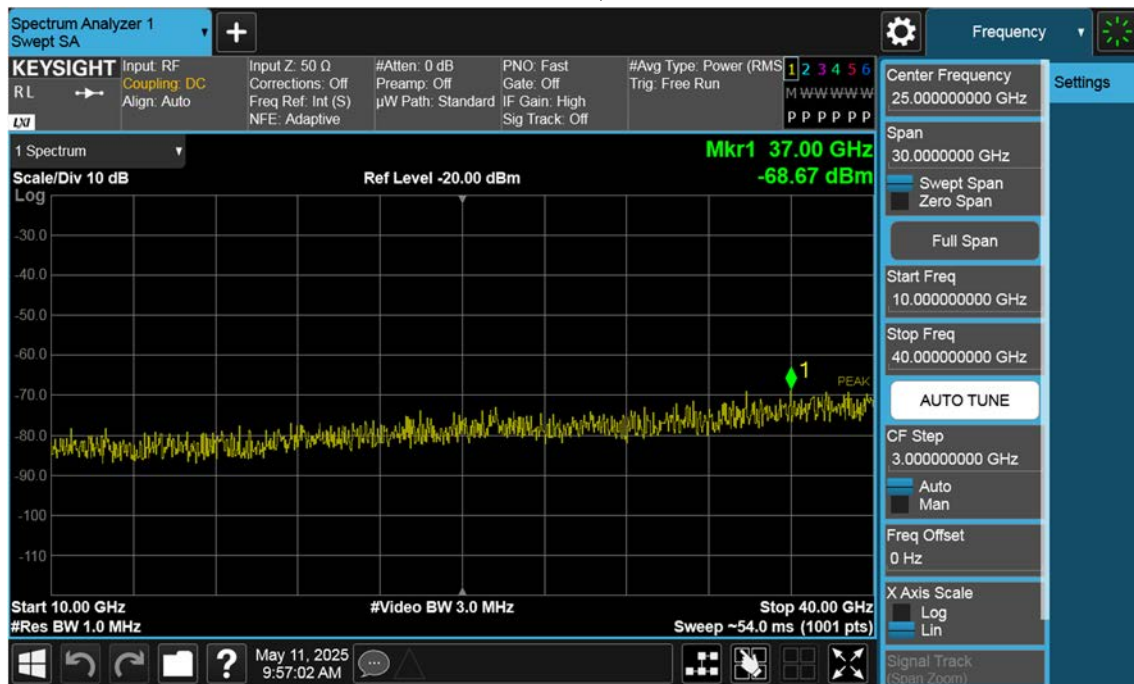 Spectrum Analyzer 1
Swept SA
Frequency
KEYSIGHT
RL
LXI
Input: RF
Coupling: DC
Align: Auto
Input Z: 50 Ω
Corrections: Off
Freq Ref: Int (S)
NFE: Adaptive
#Atten: 0 dB
Preamp: Off
µW Path: Standard
PNO: Fast
Gate: Off
IF Gain: High
Sig Track: Off
#Avg Type: Power (RMS
Trig: Free Run
1 2 3 4 5 6
M W W W W W
P P P P P P
1 Spectrum
Scale/Div 10 dB
Ref Level -20.00 dBm
Mkr1 37.00 GHz
-68.67 dBm
Log
-30.0
-40.0
-50.0
-60.0
-70.0
-80.0
-90.0
-100
-110
1
PEAK
Start 10.00 GHz
#Res BW 1.0 MHz
#Video BW 3.0 MHz
Stop 40.00 GHz
Sweep ~54.0 ms (1001 pts)
?
May 11, 2025
9:57:02 AM
Center Frequency
25.000000000 GHz
Span
30.0000000 GHz
Swept Span
Zero Span
Full Span
Start Freq
10.000000000 GHz
Stop Freq
40.000000000 GHz
AUTO TUNE
CF Step
3.000000000 GHz
Auto
Man
Freq Offset
0 Hz
X Axis Scale
Log
Lin
Signal Track
(Span Zoom)
Settings